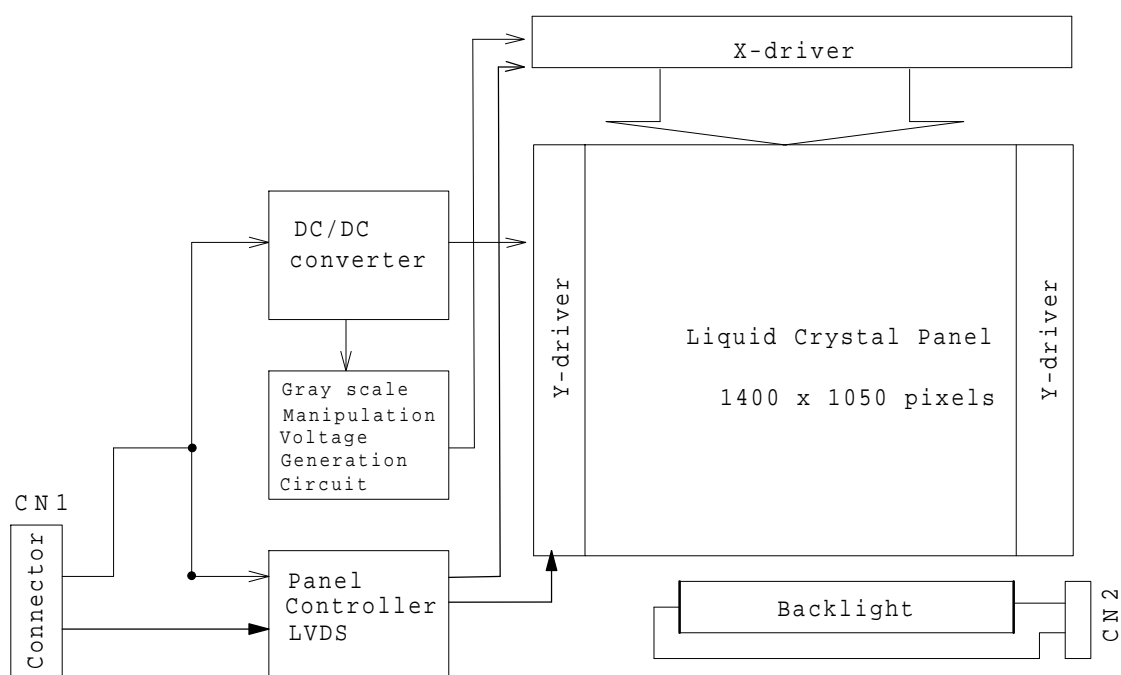 X-driver
DC/DC
converter
Y-driver
Liquid Crystal Panel
1400 x 1050 pixels
Y-driver
Gray scale
Manipulation
Voltage
Generation
Circuit
CN1
Connector
Panel
Controller
LVDS
Backlight
CN2